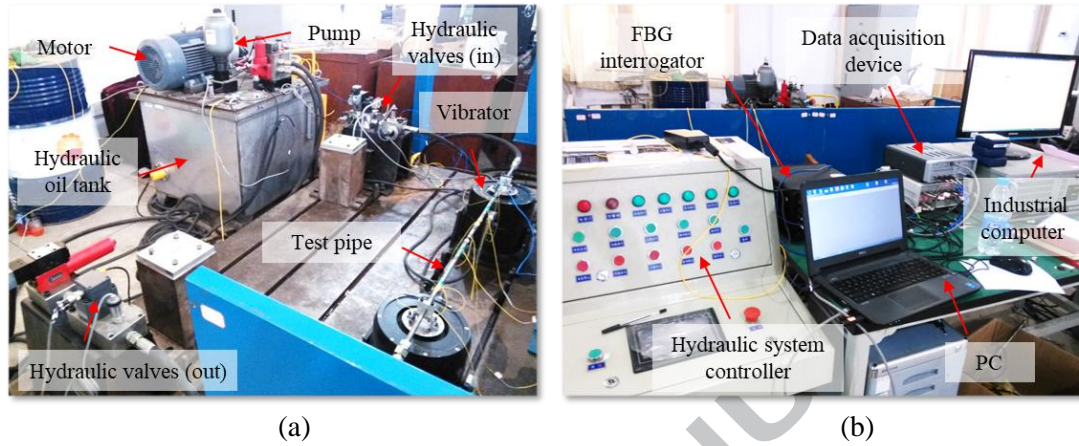 Motor
Pump
Hydraulic
valves (in)
Vibrator
Hydraulic
oil tank
Test pipe
Hydraulic valves (out)
(a)
FBG
interrogator
Data acquisition
device
Industrial
computer
Hydraulic system
controller
PC
(b)